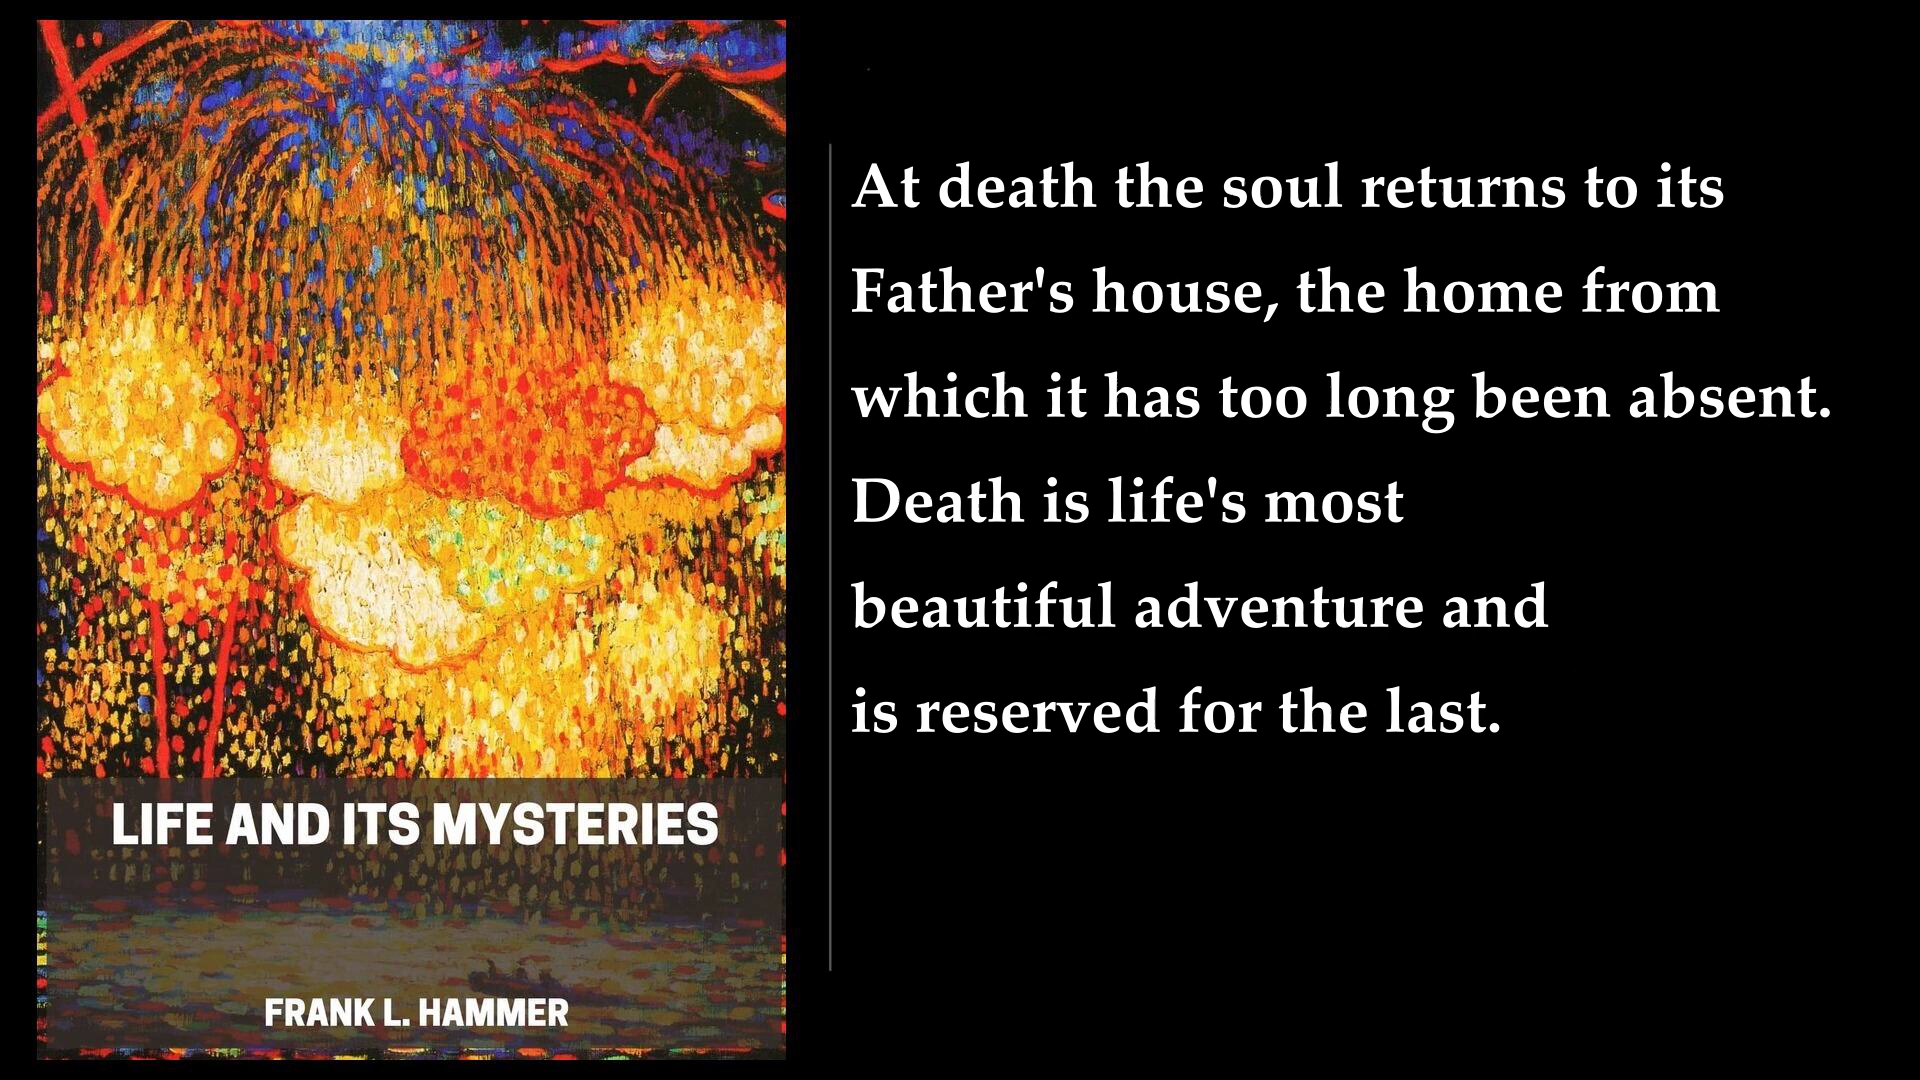 At death the soul returns to its
Father's house, the home from
which it has too long been absent.
Death is life's most
beautiful adventure and
is reserved for the last.
LIFE AND ITS MYSTERIES
FRANK L. HAMMER